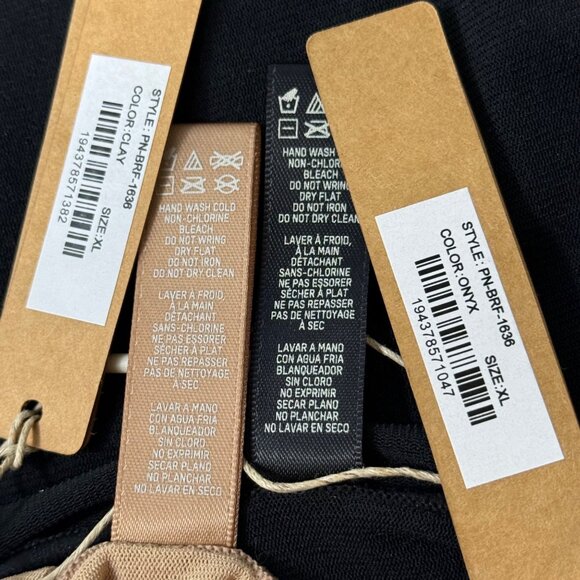 STYLE: PN-BRF-1636
COLOR:CLAY SIZE:XL
194378571382
HAND WASH COLD
NON-CHLORINE
BLEACH
DO NOT WRING
DRY FLAT
DO NOT IRON
DO NOT DRY CLEAN
LAVER À FROID
À LA MAIN
DÉTACHANT
SANS-CHLORINE
NE PAS ESSORER
SÉCHER À PLAT
NE PAS REPASSER
PAS DE NETTOYAGE
À SEC
LAVAR A MANO
CON AGUA FRIA
BLANQUEADOR
SIN CLORO
NO EXPRIMIR
SECAR PLANO
NO PLANCHAR
NO LAVAR EN SECO
HAND WASH
NON-CHLOR
BLEACH
DO NOT WRING
DRY FLAT
DO NOT IRON
DO NOT DRY CLEAN
LAVER À FROID,
À LA MAIN
DÉTACHANT
SANS-CHLORINE
NE PAS ESSORER
SÉCHER À PLAT
NE PAS REPASSER
PAS DE NETTOYAGE
À SEC
LAVAR A MANO
CON AGUA FRIA
BLANQUEADOR
SIN CLORO
NO EXPRIMIR
SECAR PLANO
NO PLANCHAR
NO LAVAR EN SECO
STYLE: PN-BRF-1636
COLOR:ONYX SIZE:XL
194378571047